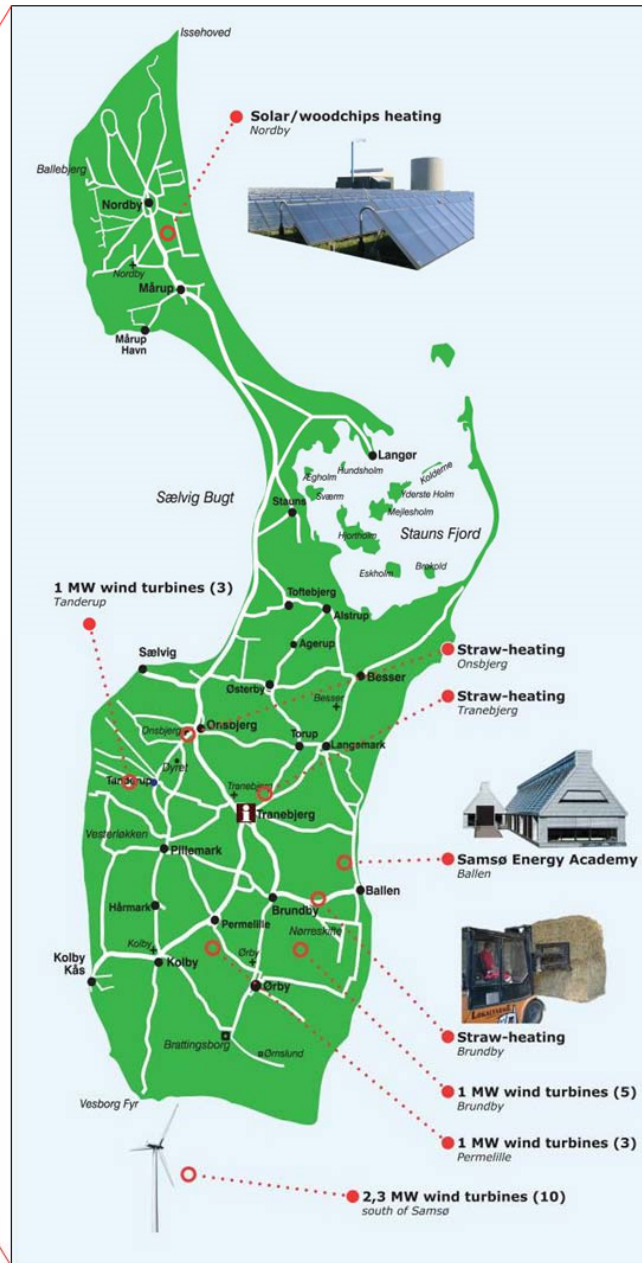 Issehoved
Solar/woodchips heating
Nordby
Ballebjerg
Nordby
Nordby
Mårup
Mårup
Havn
Langør
Kolderne
Hundsholm
Ægholm
Sværm
Yderste Holm
Mejlesholm
Sælvig Bugt
Stauns
Stauns Fjord
Hjortholm
Eskholm
Brokold
1 MW wind turbines (3)
Tanderup
Toftebjerg
Alstrup
Agerup
Sælvig
Straw-heating
Onsbjerg
Besser
Østerby
Besser
Straw-heating
Tranebjerg
Onsbjerg
Onsbjerg
Torup
Langemark
Dyret
Tanderup
Tranebjerg
i
Tranebjerg
Vesterløkken
Pillemark
Samsø Energy Academy
Ballen
Ballen
Brundby
Hårmark
Permelille
Nørreskifte
Kolby
Ørby
Kolby
Kås
Kolby
Ørby
Straw-heating
Brundby
Brattingsborg
Ørnslund
1 MW wind turbines (5)
Brundby
Vesborg Fyr
1 MW wind turbines (3)
Permelille
2,3 MW wind turbines (10)
south of Samsø